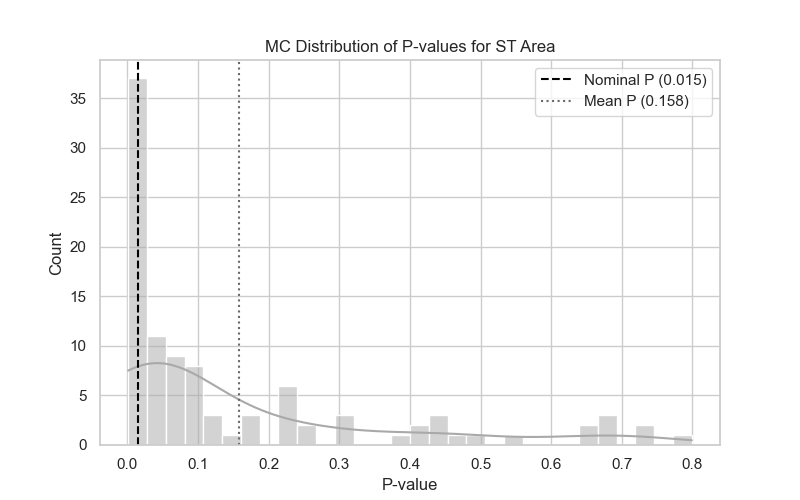 MC Distribution of P-values for ST Area
Nominal P (0.015)
Mean P (0.158)
Count
35
30
25
20
15
10
5
0
0.0 0.1 0.2 0.3 0.4 0.5 0.6 0.7 0.8
P-value